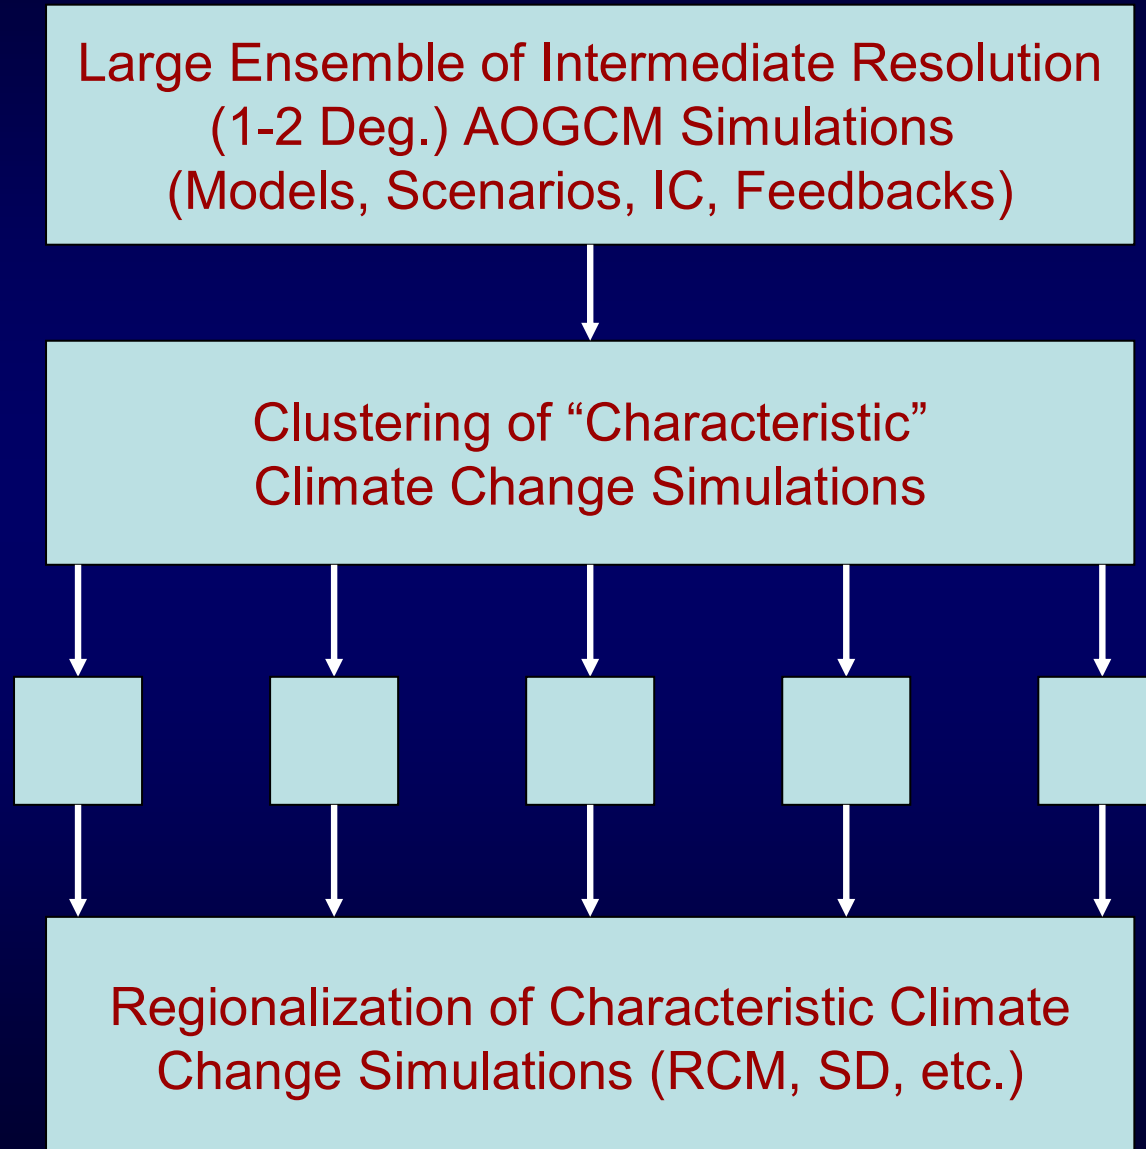 Large Ensemble of Intermediate Resolution
(1-2 Deg.) AOGCM Simulations
(Models, Scenarios, IC, Feedbacks)
Clustering of “Characteristic”
Climate Change Simulations
Regionalization of Characteristic Climate
Change Simulations (RCM, SD, etc.)